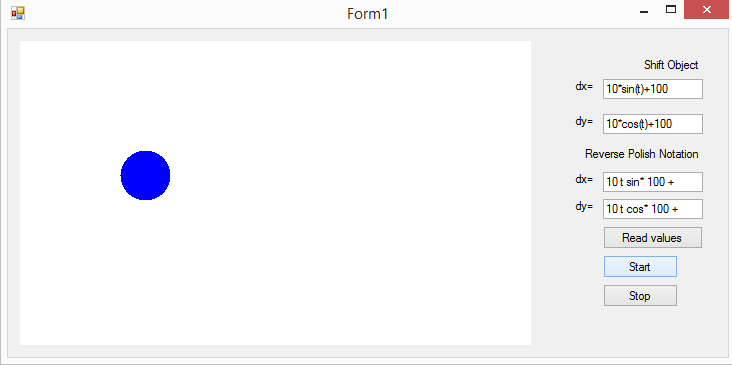 Form1
Shift Object
dx= 10*sin(t)+100
dy= 10*cos(t)+100
Reverse Polish Notation
dx= 10 t sin* 100 +
dy= 10 t cos* 100 +
Read values
Start
Stop